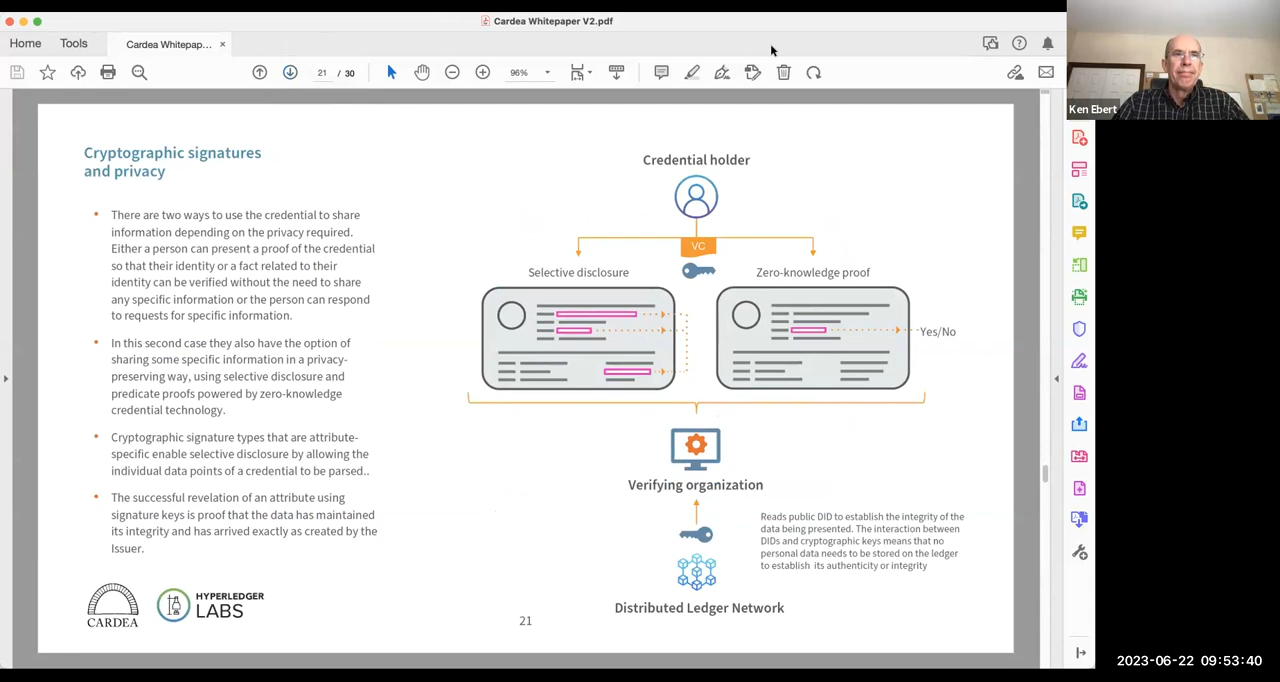 Cardea Whitepaper V2.pdf
Home Tools Cardea Whitepap... ×
21 / 30 96%
Ken Ebert
Cryptographic signatures
and privacy
• There are two ways to use the credential to share
information depending on the privacy required.
Either a person can present a proof of the credential
so that their identity or a fact related to their
identity can be verified without the need to share
any specific information or the person can respond
to requests for specific information.
• In this second case they also have the option of
sharing some specific information in a privacy-
preserving way, using selective disclosure and
predicate proofs powered by zero-knowledge
credential technology.
• Cryptographic signature types that are attribute-
specific enable selective disclosure by allowing the
individual data points of a credential to be parsed..
• The successful revelation of an attribute using
signature keys is proof that the data has maintained
its integrity and has arrived exactly as created by the
Issuer.
CARDEA
HYPERLEDGER
LABS
21
Credential holder
VC
Selective disclosure
Zero-knowledge proof
Yes/No
Verifying organization
Reads public DID to establish the integrity of the
data being presented. The interaction between
DIDs and cryptographic keys means that no
personal data needs to be stored on the ledger
to establish its authenticity or integrity
Distributed Ledger Network
2023-06-22 09:53:40